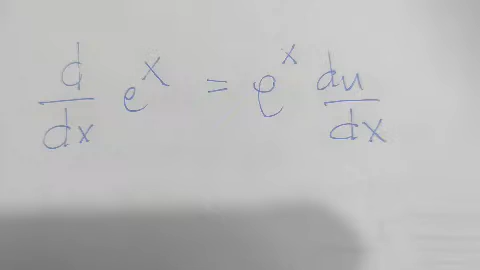 d/dx e^x = e^x du/dx